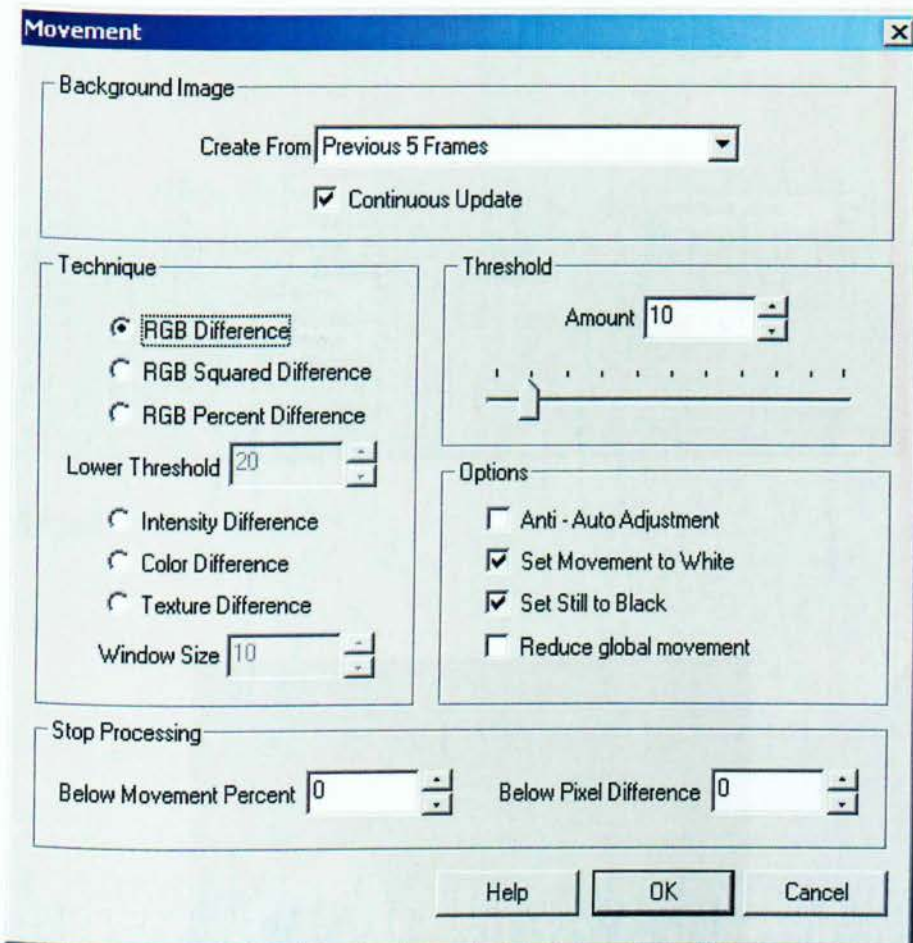 Movement
Background Image
Create From Previous 5 Frames
Continuous Update
Technique
RGB Difference
RGB Squared Difference
RGB Percent Difference
Lower Threshold 20
Intensity Difference
Color Difference
Texture Difference
Window Size 10
Threshold
Amount 10
Options
Anti - Auto Adjustment
Set Movement to White
Set Still to Black
Reduce global movement
Stop Processing
Below Movement Percent 0 Below Pixel Difference 0
Help OK Cancel